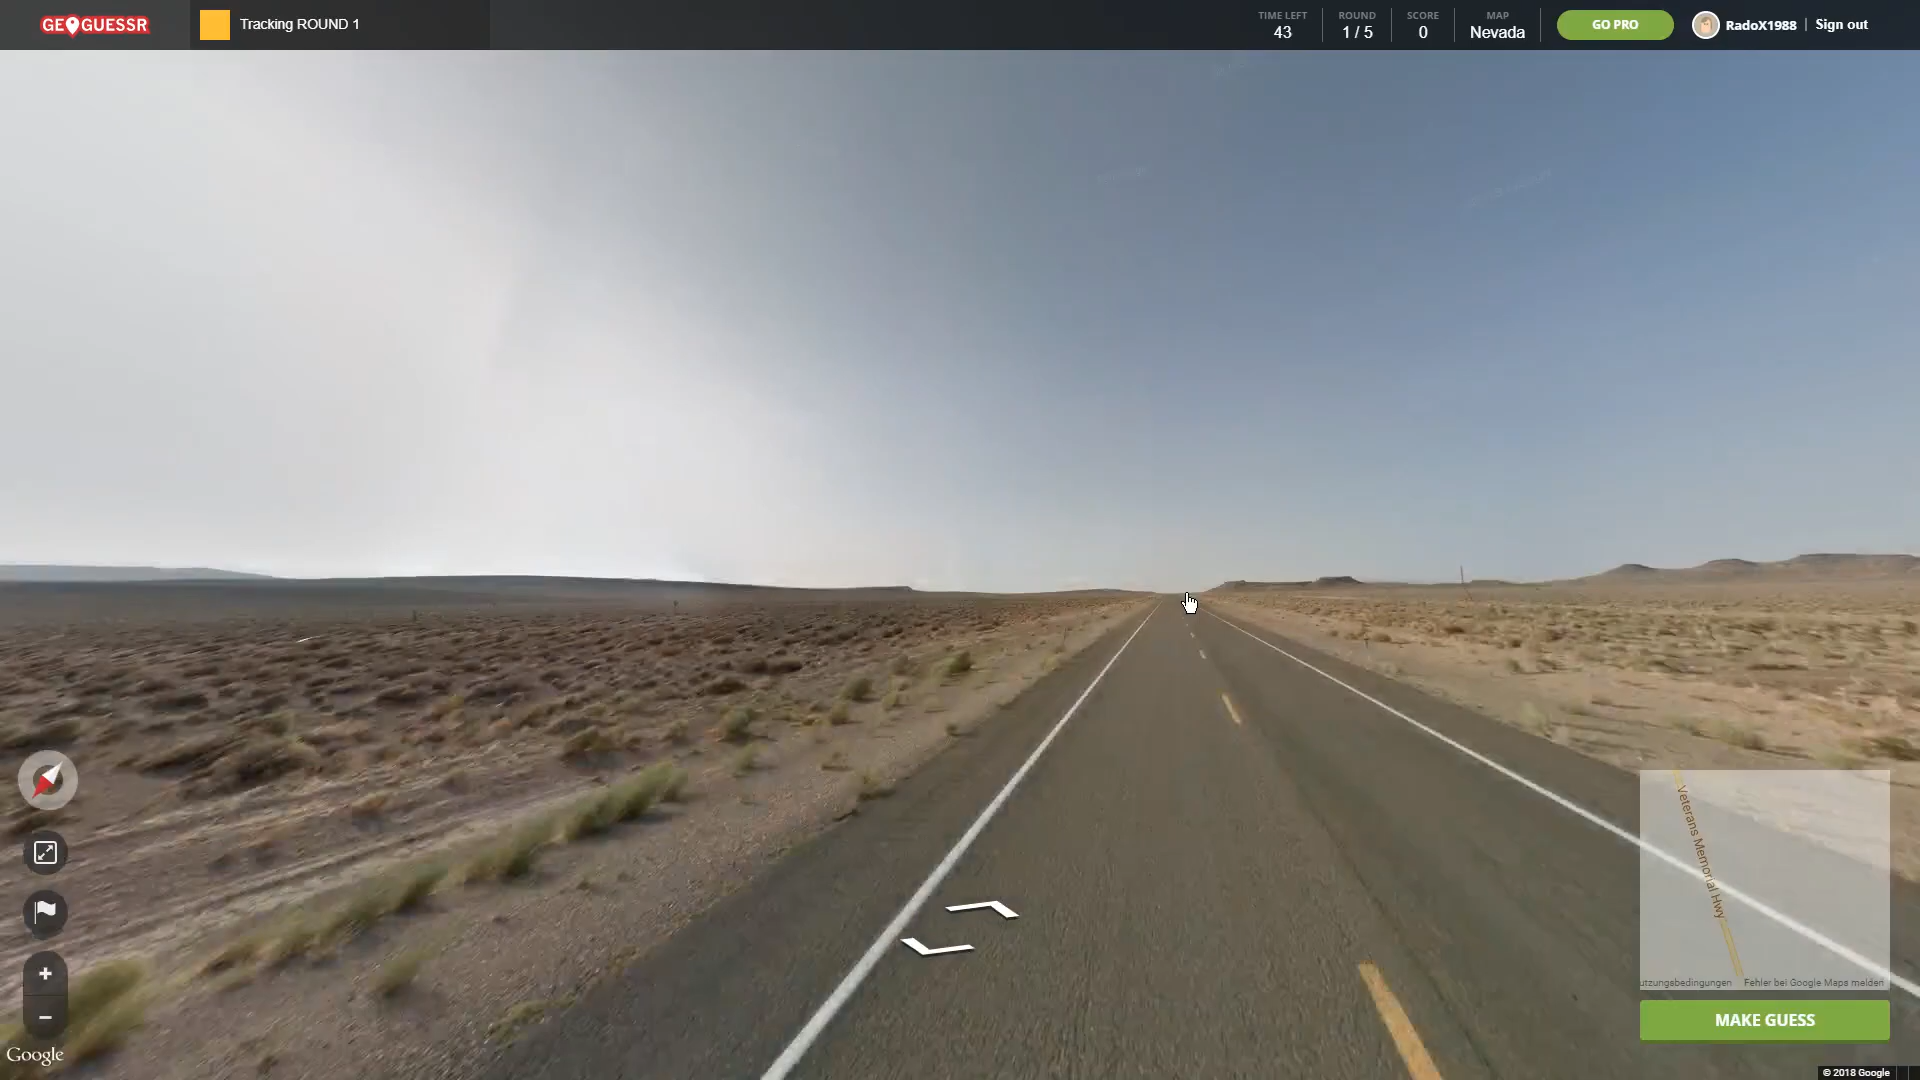 GEOGUESSR
Tracking ROUND 1
TIME LEFT
43
ROUND
1 / 5
SCORE
0
MAP
Nevada
GO PRO
RadoX1988
Sign out
Veterans Memorial Hwy
utzungsbedingungen Fehler bei Google Maps melden
MAKE GUESS
+
−
Google
© 2018 Google